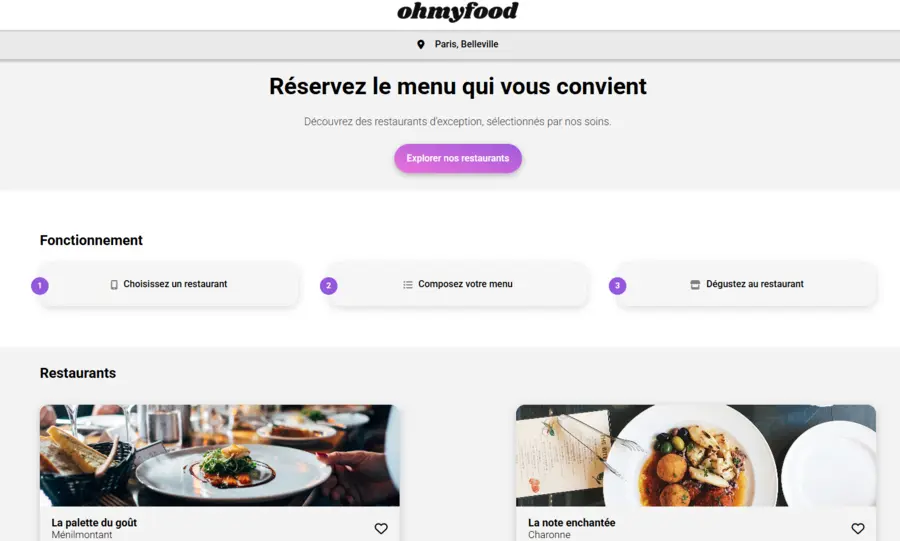 ohmyfood
Paris, Belleville
Réservez le menu qui vous convient
Découvrez des restaurants d'exception, sélectionnés par nos soins.
Explorer nos restaurants
Fonctionnement
1 Choisissez un restaurant
2 Composez votre menu
3 Dégustez au restaurant
Restaurants
La palette du goût
Ménilmontant
La note enchantée
Charonne